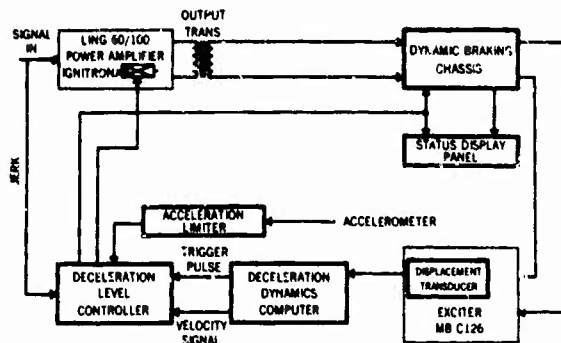 SIGNAL
IN
LING 60/100
POWER AMPLIFIER
IGNITRON
OUTPUT
TRANS
DYNAMIC BRAKING
CHASSIS
STATUS DISPLAY
PANEL
JERK
ACCELERATION
LIMITER
ACCELEROMETER
DECELERATION
LEVEL
CONTROLLER
TRIGGER
PULSE
VELOCITY
SIGNAL
DECELERATION
DYNAMICS
COMPUTER
DISPLACEMENT
TRANSDUCER
EXCITER
MB C126